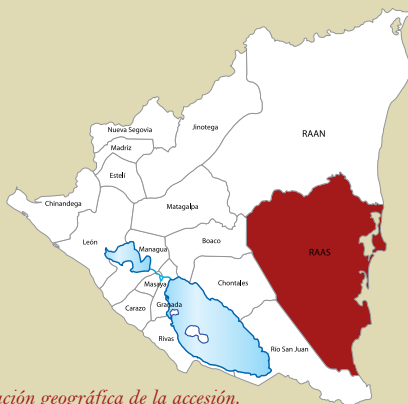 Nueva Segovia
Jinotega
RAAN
Madriz
Estelí
Chinandega
Matagalpa
León
Managua
Boaco
RAAS
Masaya
Chontales
Carazo
Granada
Rivas
Río San Juan
geográfica de la accesión.